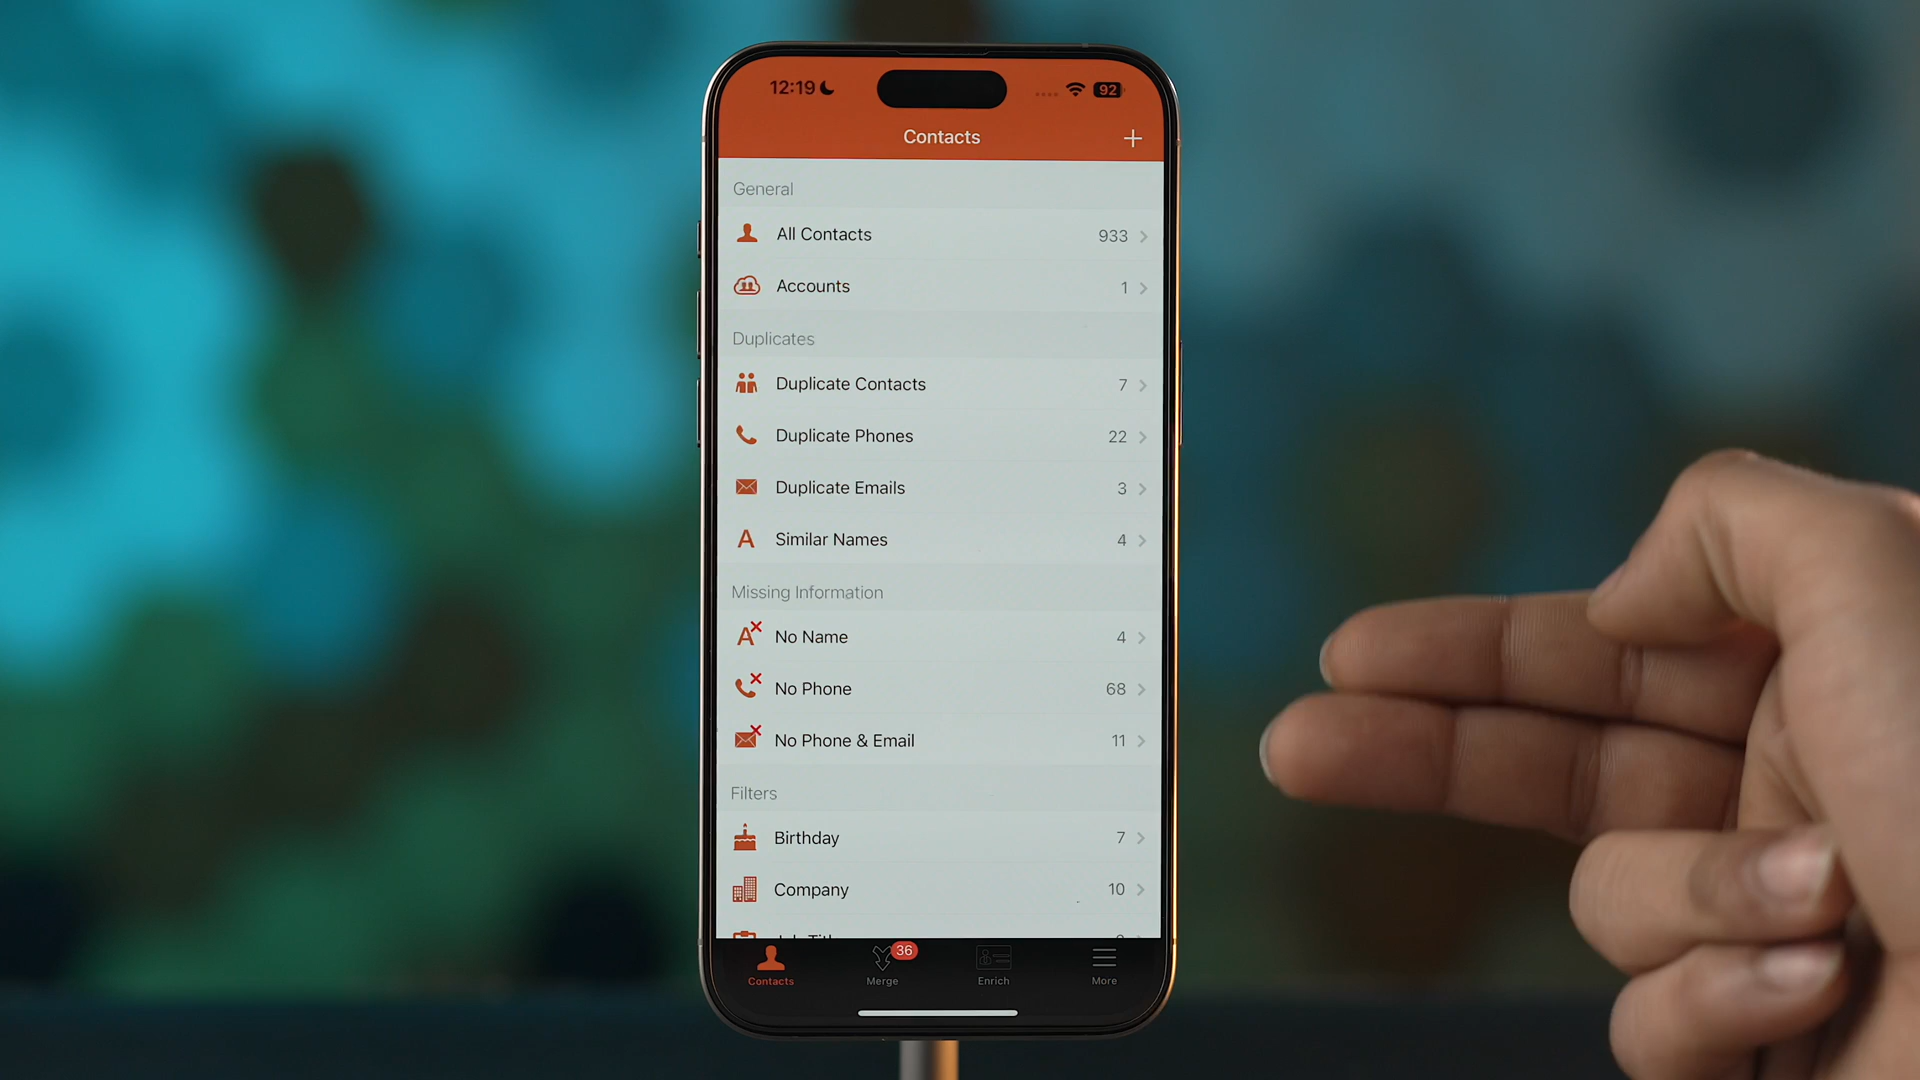 12:19
92
Contacts
General
All Contacts 933
Accounts 1
Duplicates
Duplicate Contacts 7
Duplicate Phones 22
Duplicate Emails 3
A Similar Names 4
Missing Information
A No Name 4
No Phone 68
No Phone & Email 11
Filters
Birthday 7
Company 10
36
Contacts Merge Enrich More